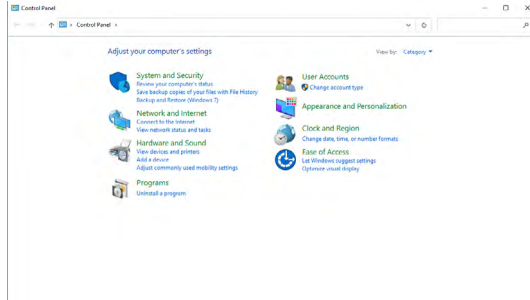 Control Panel
Control Panel
Adjust your computer's settings
View by: Category
System and Security
Review your computer's status
Save backup copies of your files with File History
Backup and Restore (Windows 7)
Network and Internet
Connect to the Internet
View network status and tasks
Hardware and Sound
View devices and printers
Add a device
Adjust commonly used mobility settings
Programs
Uninstall a program
User Accounts
Change account type
Appearance and Personalization
Clock and Region
Change date, time, or number formats
Ease of Access
Let Windows suggest settings
Optimize visual display